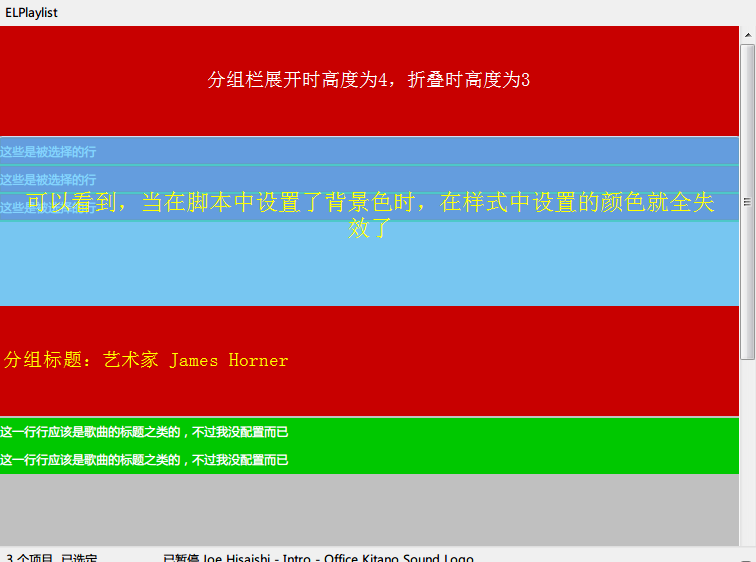 ELPlaylist
分组栏展开时高度为4，折叠时高度为3
这些是被选择的行
这些是被选择的行
这些是被选择的行
可以看到，当在脚本中设置了背景色时，在样式中设置的颜色就全失
效了
分组标题：艺术家 James Horner
这一行行应该是歌曲的标题之类的，不过我没配置而已
这一行行应该是歌曲的标题之类的，不过我没配置而已
3 个项目 已选定 已暂停 Joe Hisaishi - Intro - Office Kitano Sound Logo